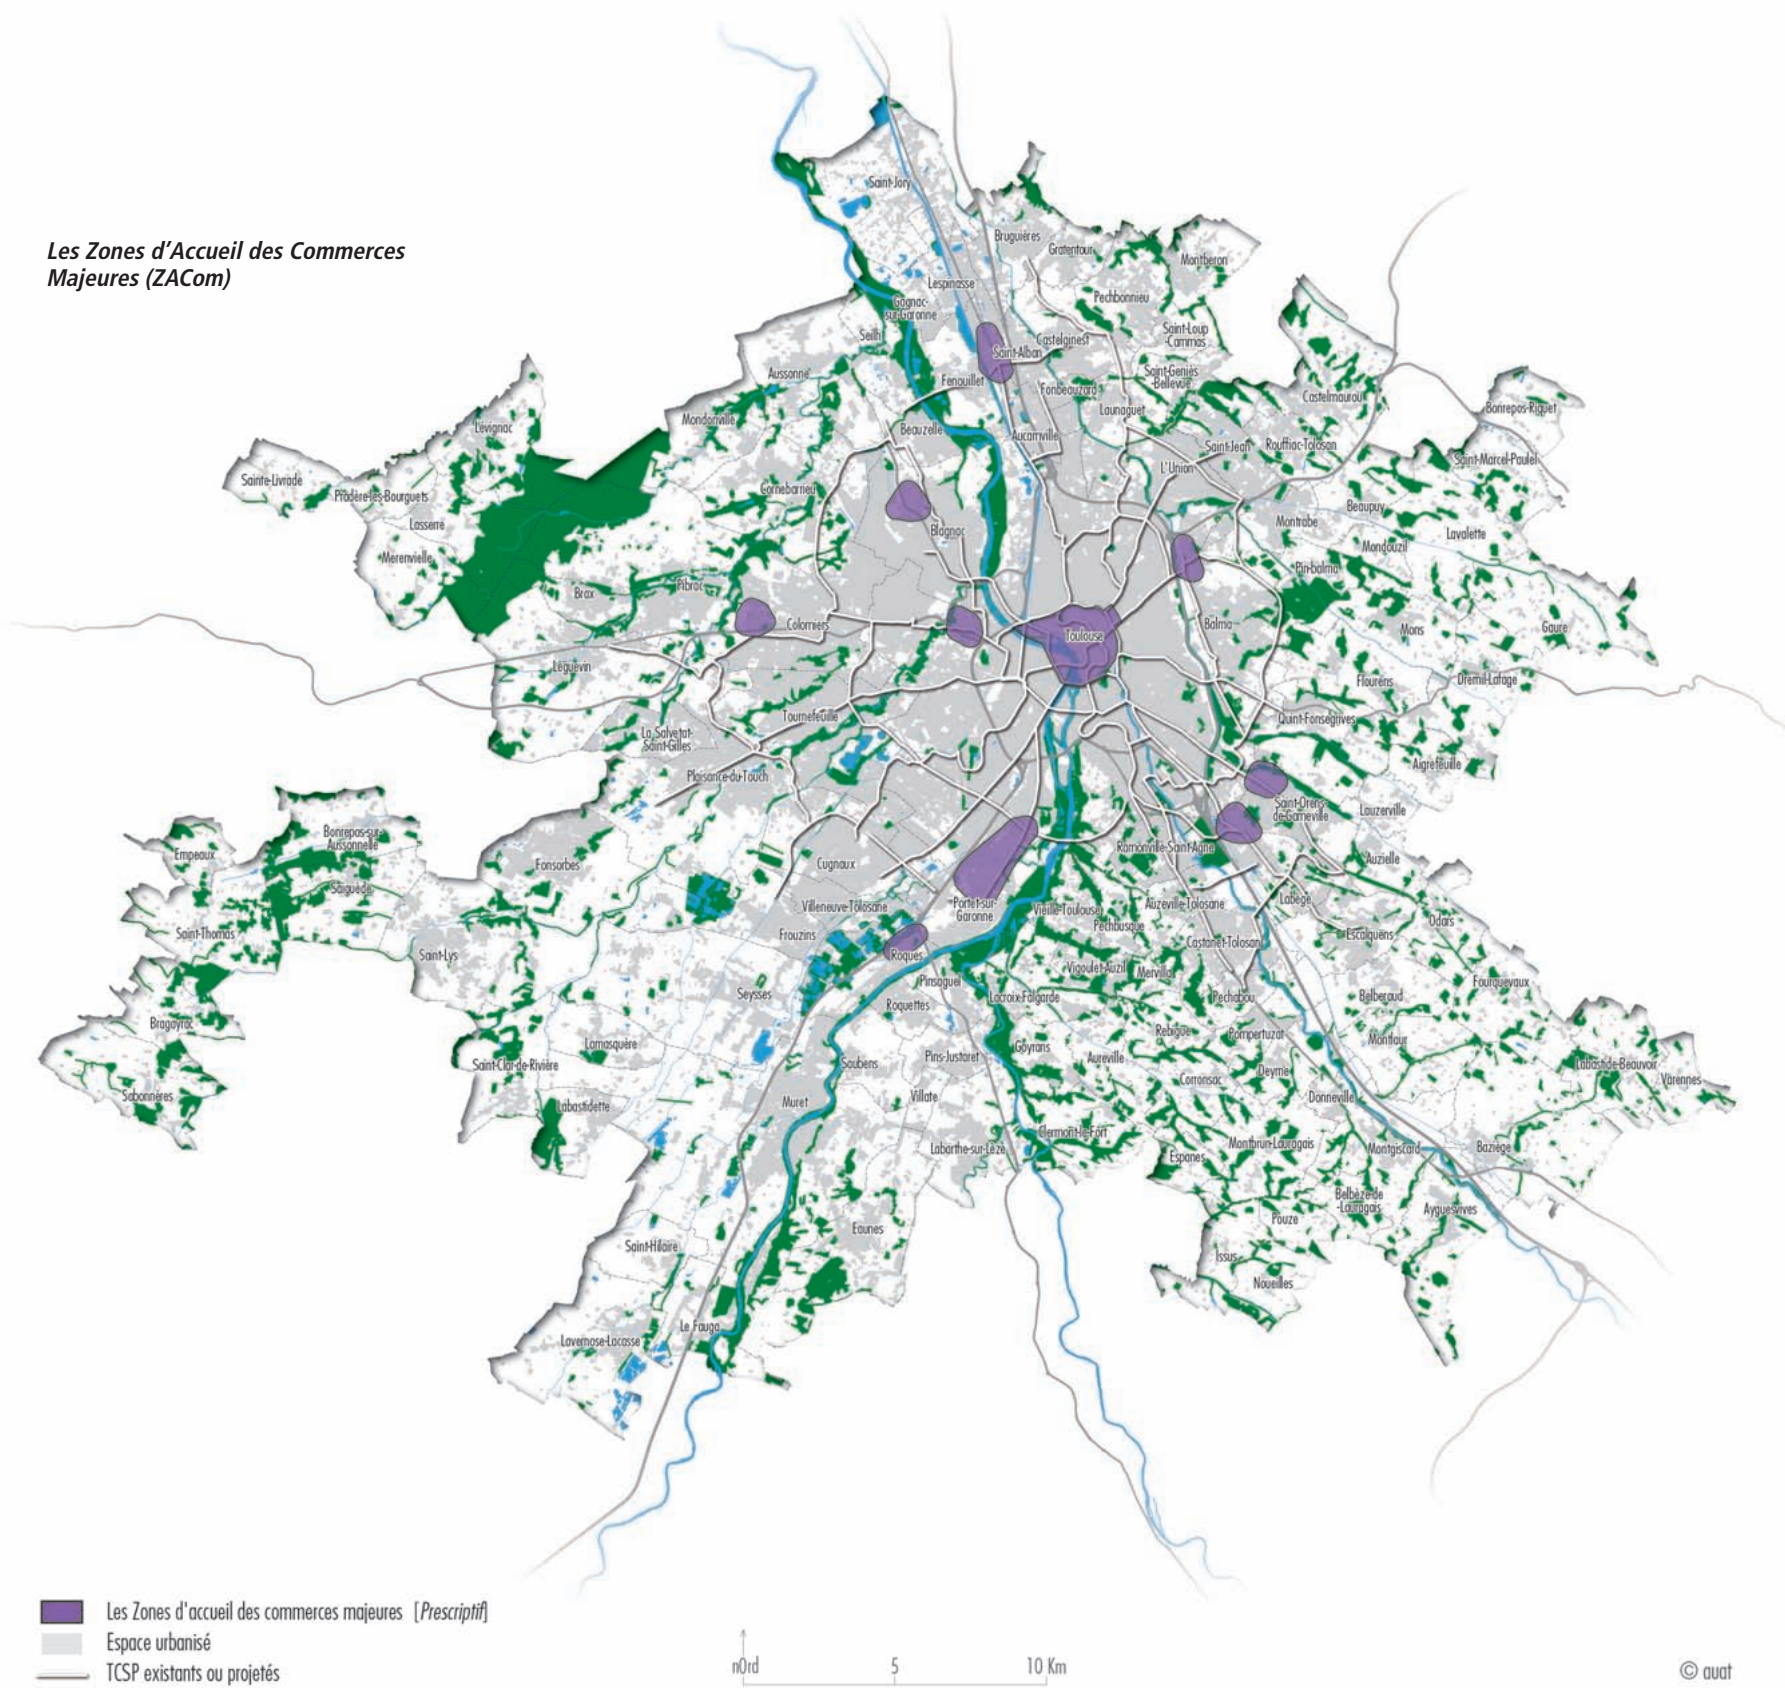 Les Zones d'Accueil des Commerces
Majeures (ZACom)
Saint-Jory
Bruguières
Gratentour
Montberon
Lespinasse
Pechbonnieu
Gagnac-
sur-Garonne
Seilh
Saint-Loup
-Cammas
Castelginest
Saint-Alban
Aussonne
Fenouillet
Fonbeauzard
Saint-Geniès
-Bellevue
Castelmaurou
Bonrepos-Riquet
Launaguet
Mondonville
Lévignac
Beauzelle
Aucamville
Saint-Jean
Rouffiac-Tolosan
Saint-Marcel-Paulel
L'Union
Sainte-Livrade
Pradère-les-Bourguets
Cornebarrieu
Lasserre
Beaupuy
Montrabe
Blagnac
Lavalette
Merenvielle
Mondouzil
Pin-balma
Pibrac
Brax
Colomiers
Toulouse
Balma
Mons
Gaure
Léguevin
Flourens
Drémil-Lafage
Tournefeuille
Quint-Fonsegrives
La Salvetat-
Saint-Gilles
Plaisance-du-Touch
Aigrefeuille
Saint-Orens-
de-Gameville
Lauzerville
Bonrepos-sur-
Aussonnelle
Empeaux
Fonsorbes
Cugnaux
Ramonville-Saint-Agne
Auzielle
Saiguède
Villeneuve-Tolosane
Portet-sur-
Garonne
Vieille-Toulouse
Auzeville-Tolosane
Labège
Saint-Thomas
Frouzins
Pechbusque
Odars
Escalquens
Castanet-Tolosan
Saint-Lys
Roques
Vigoulet-Auzil
Mervilla
Pinsaguel
Fourquevaux
Seysses
Roquettes
Lacroix-Falgarde
Pechabou
Belberaud
Bragayrac
Rebigue
Pompertuzat
Montlaur
Lamasquère
Goyrans
Aureville
Saint-Clar-de-Rivière
Saubens
Pins-Justaret
Deyme
Labastide-Beauvoir
Varennes
Corronsac
Sabonnères
Labastidette
Muret
Villate
Donneville
Clermont-le-Fort
Montbrun-Lauragais
Montgiscard
Baziège
Labarthe-sur-Lèze
Espanes
Belbèze-de
-Lauragais
Ayguesvives
Pouze
Eaunes
Saint-Hilaire
Issus
Noueilles
Le Fauga
Lavernose-Lacasse
Les Zones d'accueil des commerces majeures [Prescriptif]
Espace urbanisé
TCSP existants ou projetés
nOrd 5 10 Km
© auat